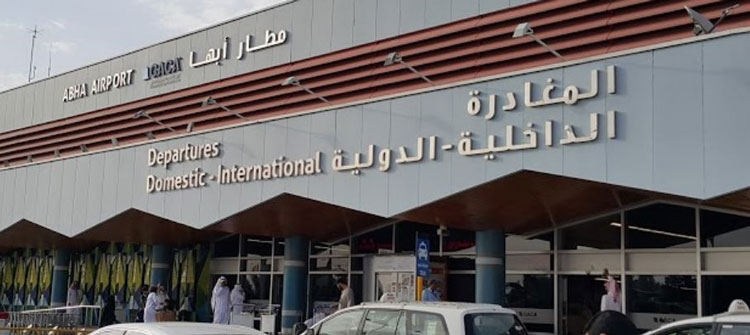 ABHA AIRPORT GACA مطار أبها
المغادرة
Departures
الداخلية-الدولية
Domestic - International